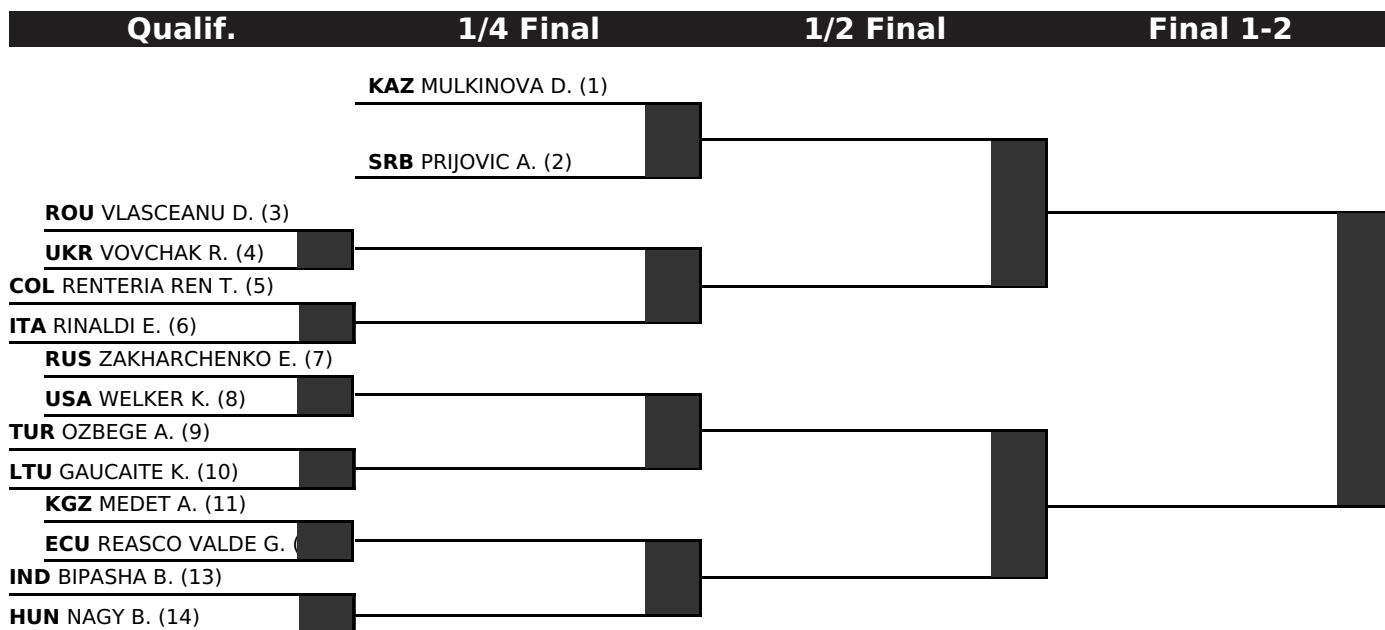 Qualif. 1/4 Final 1/2 Final Final 1-2
KAZ MULKINOVA D. (1)
SRB PRIJOVIC A. (2)
ROU VLASCEANU D. (3)
UKR VOVCHAK R. (4)
COL RENTERIA REN T. (5)
ITA RINALDI E. (6)
RUS ZAKHARCHENKO E. (7)
USA WELKER K. (8)
TUR OZBEGE A. (9)
LTU GAUCAITE K. (10)
KGZ MEDET A. (11)
ECU REASCO VALDE G. (
IND BIPASHA B. (13)
HUN NAGY B. (14)